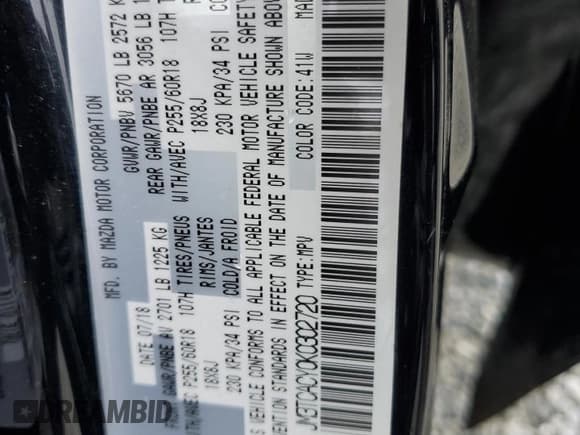 MFD. BY MAZDA MOTOR CORPORATION
DATE 07/18 GVWR/PNBV 5670 LB 2572
GAWR/PNBE AV 2701 LB 1225 KG REAR GAWR/PNBE AR 3056 LB
WITH/AVEC P255/60R18 107H TIRES/PNEUS WITH/AVEC P255/60R18 107H
18X8J RIMS/JANTES 18X8J
230 KPA/34 PSI COLD/A FROID 230 KPA/34 PSI
VEHICLE CONFORMS TO ALL APPLICABLE FEDERAL MOTOR VEHICLE SAFETY
STANDARDS IN EFFECT ON THE DATE OF MANUFACTURE SHOWN ABOVE
TYPE:MPV COLOR CODE:41W
DREAMBID